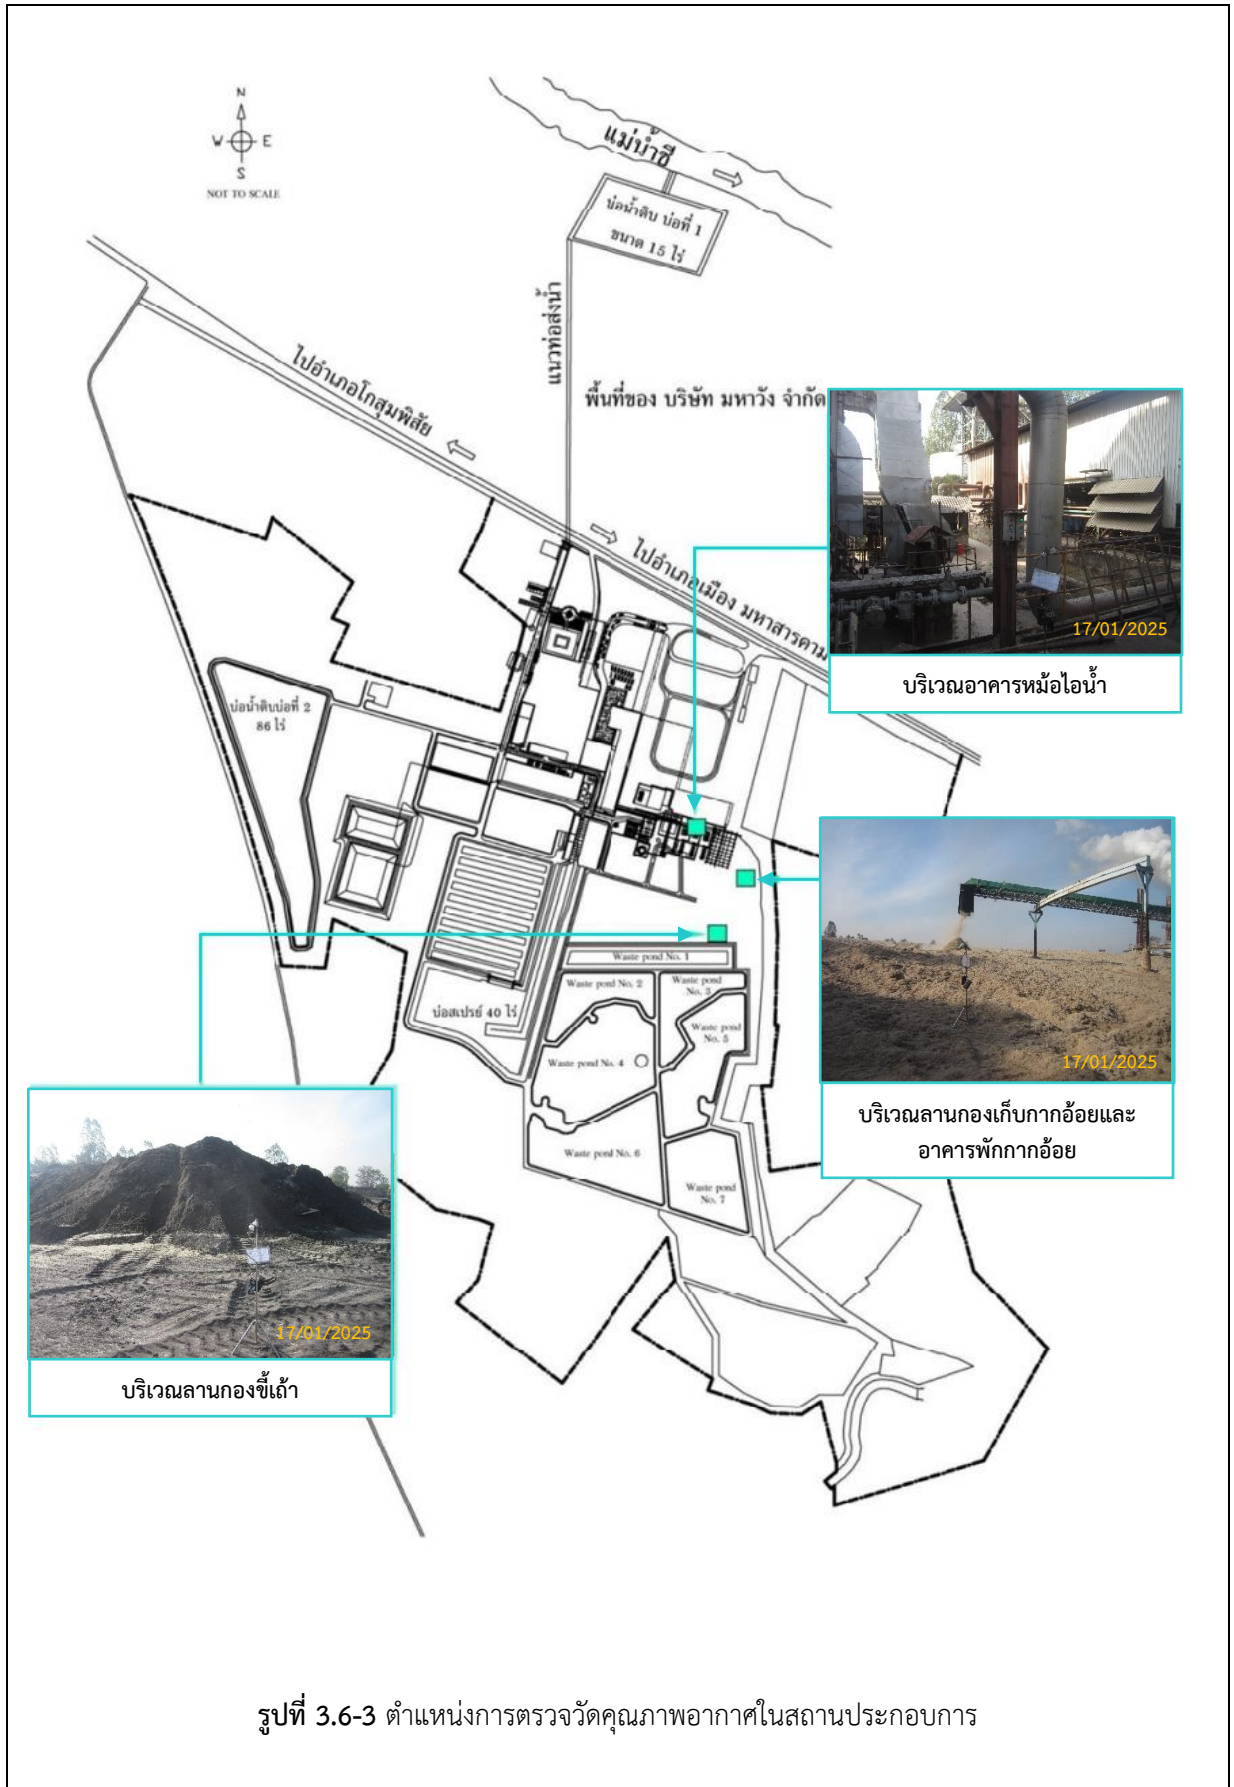 N
W E
S
NOT TO SCALE
แม่น้ำชี
บ่อน้ำดิบ บ่อที่ 1
ขนาด 15 ไร่
แนวท่อส่งน้ำ
ไปอำเภอโกสุมพิสัย
พื้นที่ของ บริษัท มหาวัง จำกัด
ไปอำเภอเมือง มหาสารคาม
17/01/2025
บริเวณอาคารหม้อไอน้ำ
บ่อน้ำดิบบ่อที่ 2
86 ไร่
17/01/2025
บริเวณลานกองเก็บกากอ้อยและ
อาคารพักกากอ้อย
Waste pond No. 1
Waste pond No. 2
Waste pond
No. 3
บ่อสเปรย์ 40 ไร่
Waste pond
No. 5
Waste pond No. 4
Waste pond No. 6
Waste pond
No. 7
17/01/2025
บริเวณลานกองขี้เถ้า
รูปที่ 3.6-3 ตำแหน่งการตรวจวัดคุณภาพอากาศในสถานประกอบการ